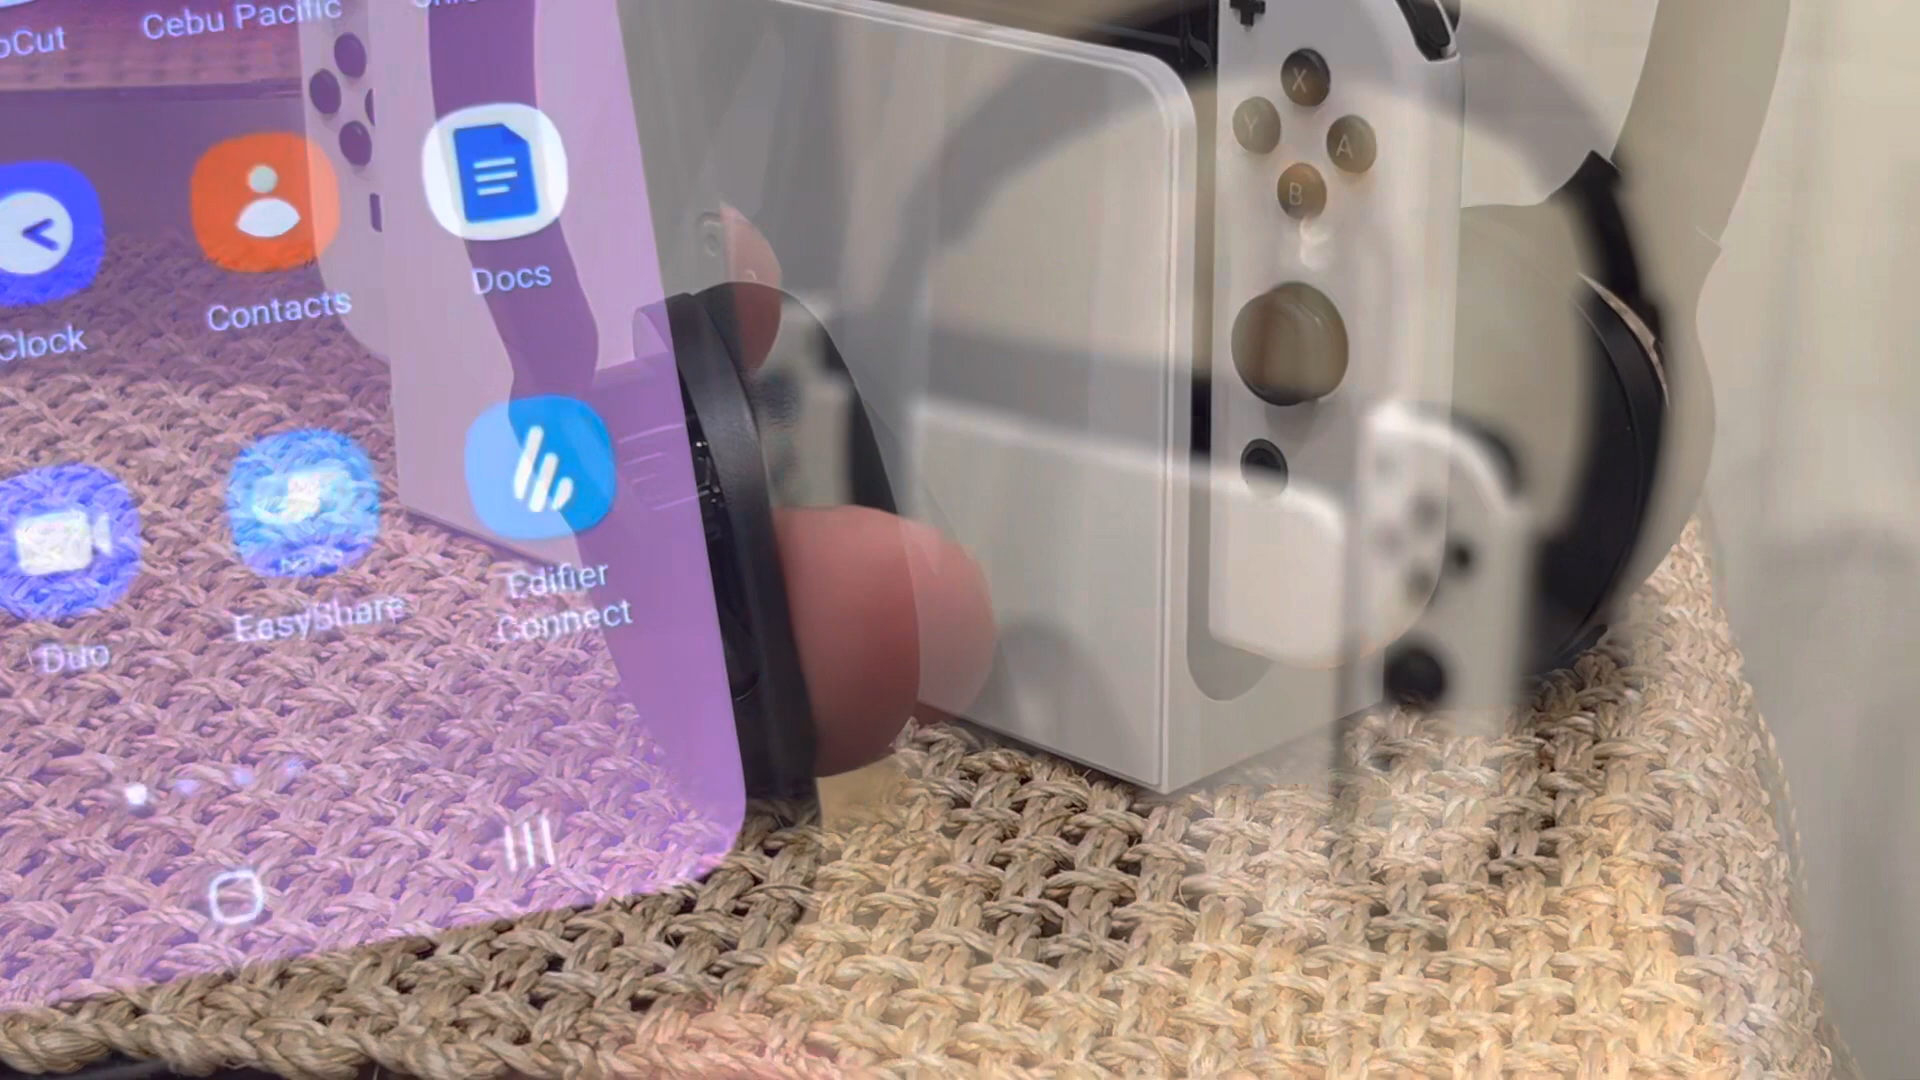 Cebu Pacific
Clock
Contacts
Docs
Duo
EasyShare
Edifier
Connect
X
Y
A
B